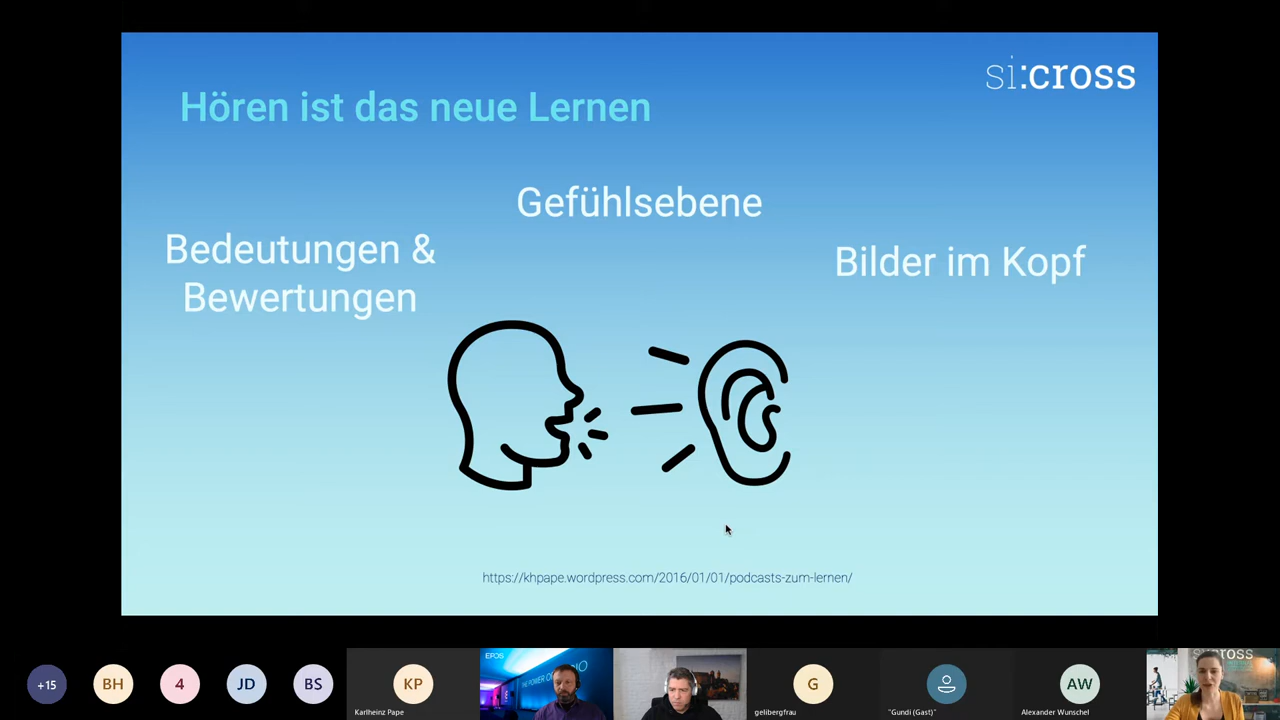 si:cross
Hören ist das neue Lernen
Gefühlsebene
Bedeutungen &
Bewertungen
Bilder im Kopf
https://khpape.wordpress.com/2016/01/01/podcasts-zum-lernen/
+15
BH
4
JD
BS
KP
Karlheinz Pape
EPOS
G
gelibergfrau
"Gundi (Gast)"
AW
Alexander Wunschel